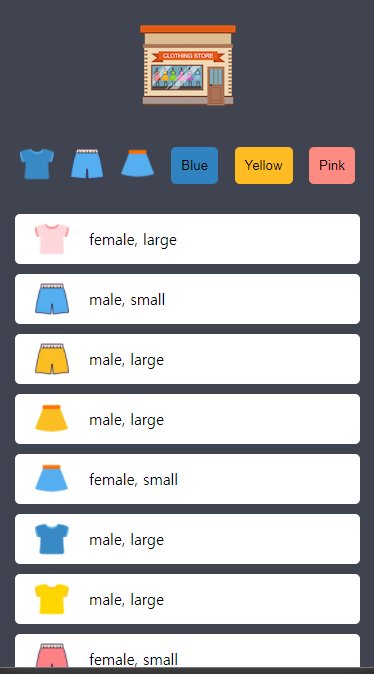 CLOTHING STORE
Blue Yellow Pink
female, large
male, small
male, large
male, large
female, small
male, large
male, large
female, small